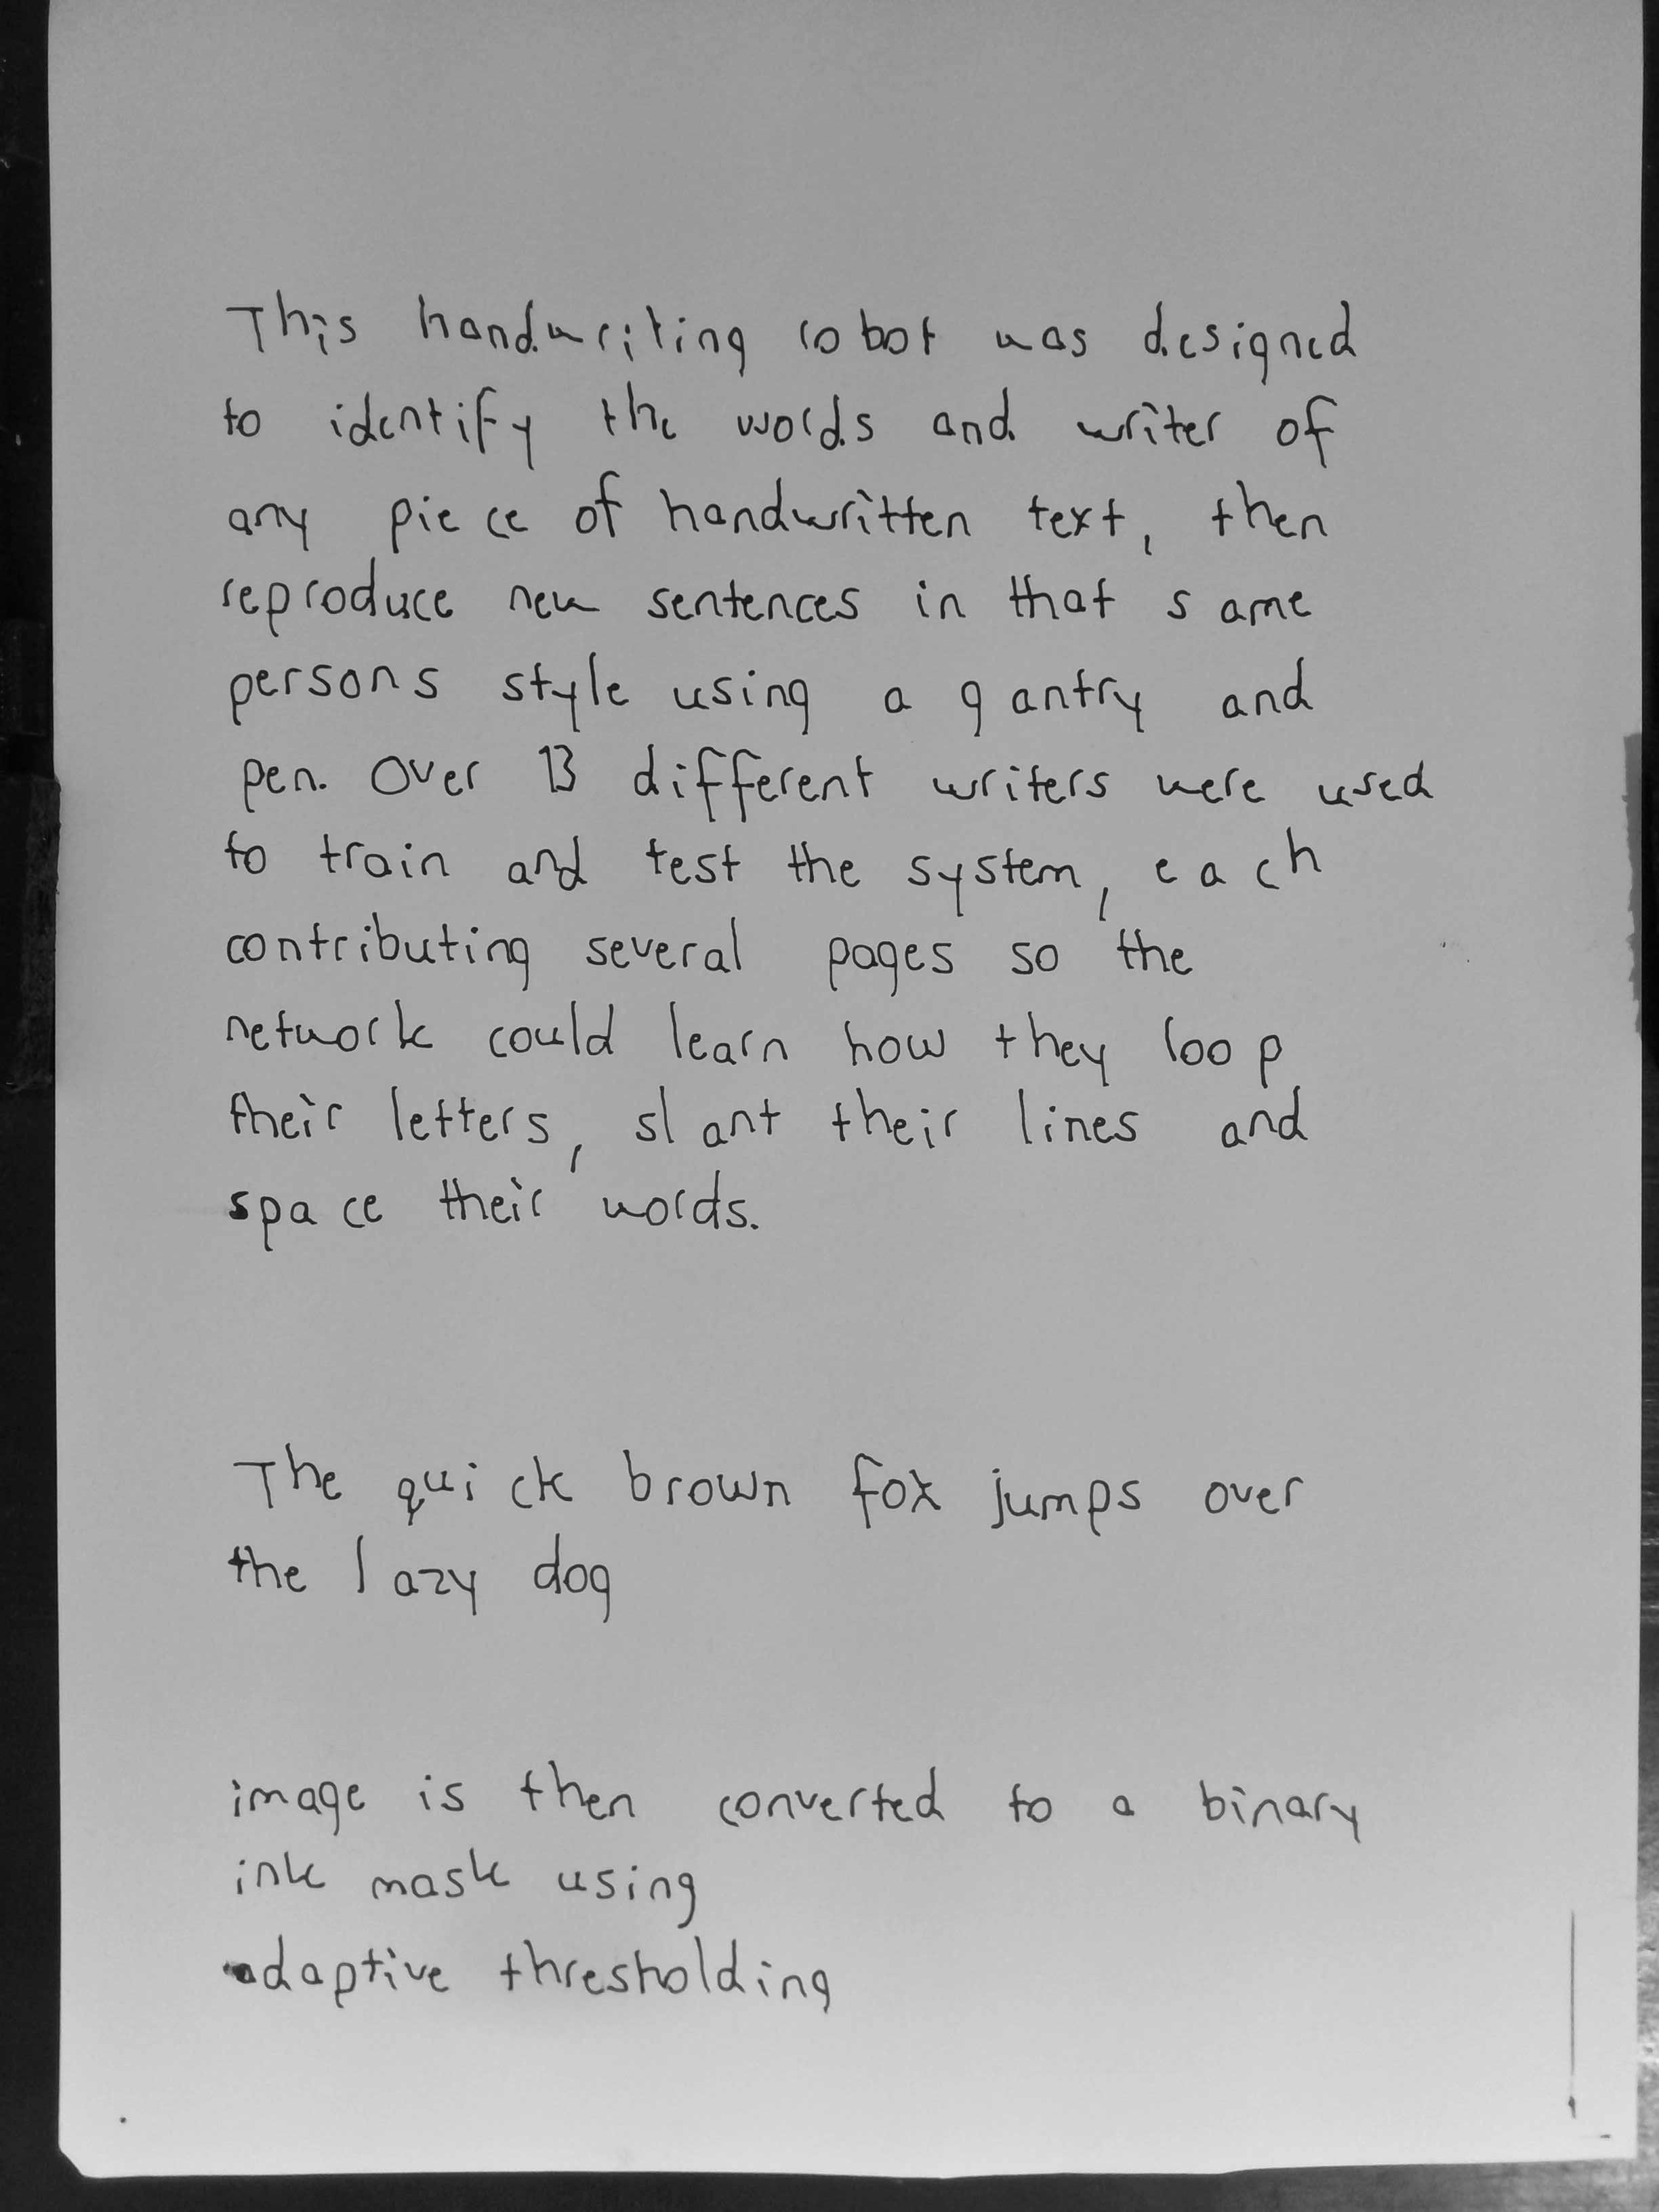 This handwriting robot was designed
to identify the words and writer of
any piece of handwritten text, then
reproduce new sentences in that same
persons style using a gantry and
pen. Over 13 different writers were used
to train and test the system, each
contributing several pages so the
network could learn how they loop
their letters, slant their lines and
space their words.
The quick brown fox jumps over
the lazy dog
image is then converted to a binary
ink mask using
adaptive thresholding